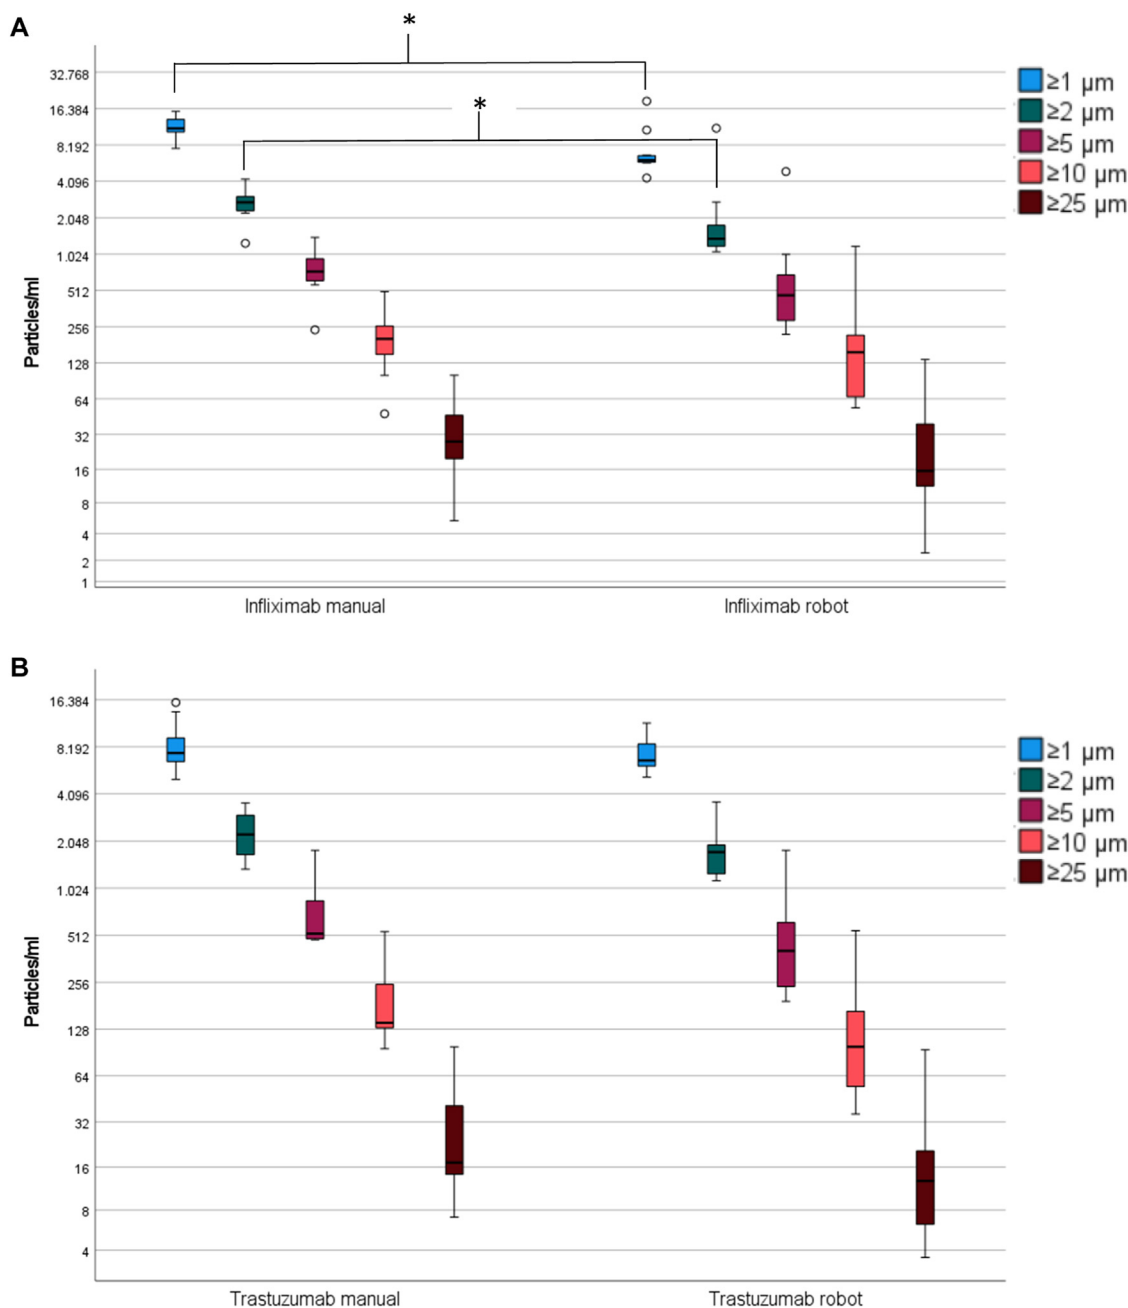 A
*
*
32.768
16.384
8.192
4.096
2.048
1.024
512
256
128
64
32
16
8
4
2
1
Particles/ml
Infliximab manual
Infliximab robot
≥1 µm
≥2 µm
≥5 µm
≥10 µm
≥25 µm
B
16.384
8.192
4.096
2.048
1.024
512
256
128
64
32
16
8
4
Particles/ml
Trastuzumab manual
Trastuzumab robot
≥1 µm
≥2 µm
≥5 µm
≥10 µm
≥25 µm